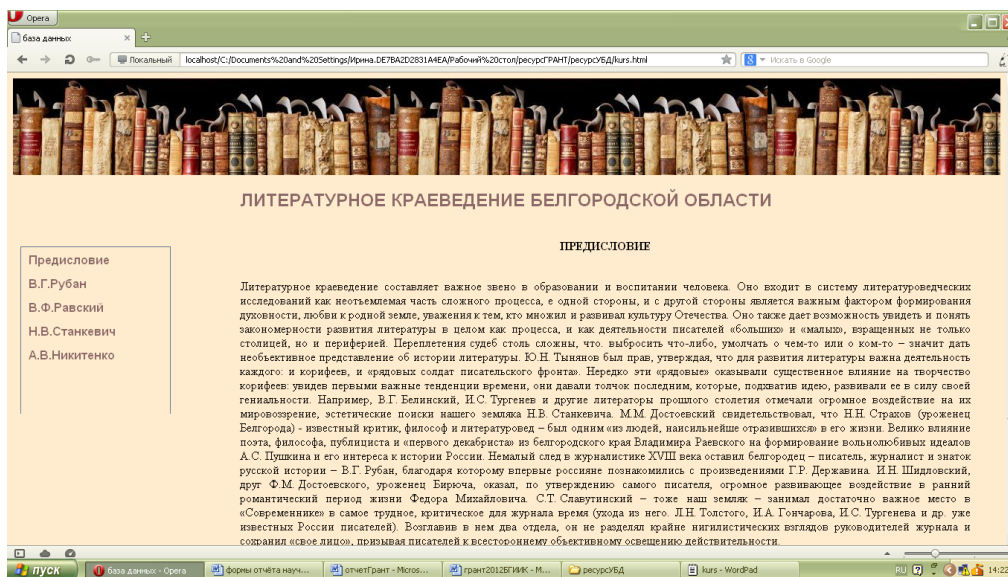 Opera
база данных
Локальный localhost/C:/Documents%20and%20Settings/Ирина.DE7BA2D2831A4EA/Рабочий%20стол/ресурсГРАНТ/ресурсУБД/kurs.html
Искать в Google
ЛИТЕРАТУРНОЕ КРАЕВЕДЕНИЕ БЕЛГОРОДСКОЙ ОБЛАСТИ
Предисловие
В.Г.Рубан
В.Ф.Равский
Н.В.Станкевич
А.В.Никитенко
ПРЕДИСЛОВИЕ
Литературное краеведение составляет важное звено в образовании и воспитании человека. Оно входит в систему литературоведческих
исследований как неотъемлемая часть сложного процесса, е одной стороны, и с другой стороны является важным фактором формирования
духовности, любви к родной земле, уважения к тем, кто множил и развивал культуру Отечества. Оно также дает возможность увидеть и понять
закономерности развития литературы в целом как процесса, и как деятельности писателей «больших» и «малых», взращенных не только
столицей, но и периферией. Переплетения судеб столь сложны, что. выбросить что-либо, умолчать о чем-то или о ком-то – значит дать
необъективное представление об истории литературы. Ю.Н. Тынянов был прав, утверждая, что для развития литературы важна деятельность
каждого: и корифеев, и «рядовых солдат писательского фронта». Нередко эти «рядовые» оказывали существенное влияние на творчество
корифеев: увидев первыми важные тенденции времени, они давали толчок последним, которые, подхватив идею, развивали ее в силу своей
гениальности. Например, В.Г. Белинский, И.С. Тургенев и другие литераторы прошлого столетия отмечали огромное воздействие на их
мировоззрение, эстетические поиски нашего земляка Н.В. Станкевича. М.М. Достоевский свидетельствовал, что Н.Н. Страхов (уроженец
Белгорода) - известный критик, философ и литературовед – был одним «из людей, наисильнейше отразившихся» в его жизни. Велико влияние
поэта, философа, публициста и «первого декабриста» из белгородского края Владимира Раевского на формирование вольнолюбивых идеалов
А.С. Пушкина и его интереса к истории России. Немалый след в журналистике XVIII века оставил белгородец – писатель, журналист и знаток
русской истории – В.Г. Рубан, благодаря которому впервые россияне познакомились с произведениями Г.Р. Державина. И.Н. Шидловский,
друг Ф.М. Достоевского, уроженец Бирюча, оказал, по утверждению самого писателя, огромное развивающее воздействие в ранний
романтический период жизни Федора Михайловича. С.Т. Славутинский – тоже наш земляк – занимал достаточно важное место в
«Современнике» в самое трудное, критическое для журнала время (ухода из него. Л.Н. Толстого, И.А. Гончарова, И.С. Тургенева и др. уже
известных России писателей). Возглавив в нем два отдела, он не разделял крайне нигилистических взглядов руководителей журнала и
сохранил «свое лицо», призывая писателей к всестороннему объективному освещению действительности.
пуск
база данных - Opera
формы отчёта науч...
отчетГрант - Micros...
грант2012БГИИК - M...
ресурсУБД
kurs - WordPad
RU
14:23